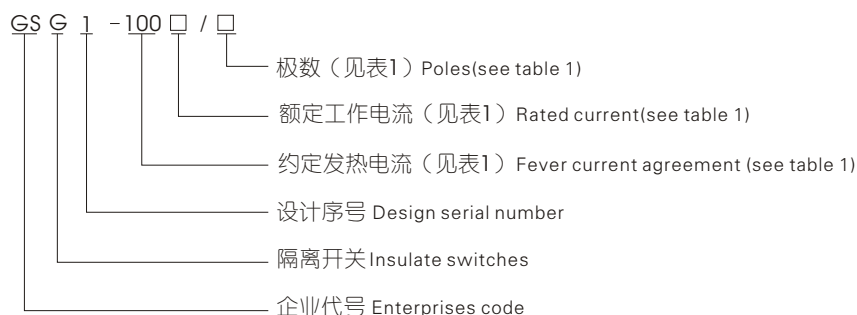 GS G 1 -100 □ / □
极数（见表1）Poles(see table 1)
额定工作电流（见表1）Rated current(see table 1)
约定发热电流（见表1）Fever current agreement (see table 1)
设计序号 Design serial number
隔离开关 Insulate switches
企业代号 Enterprises code